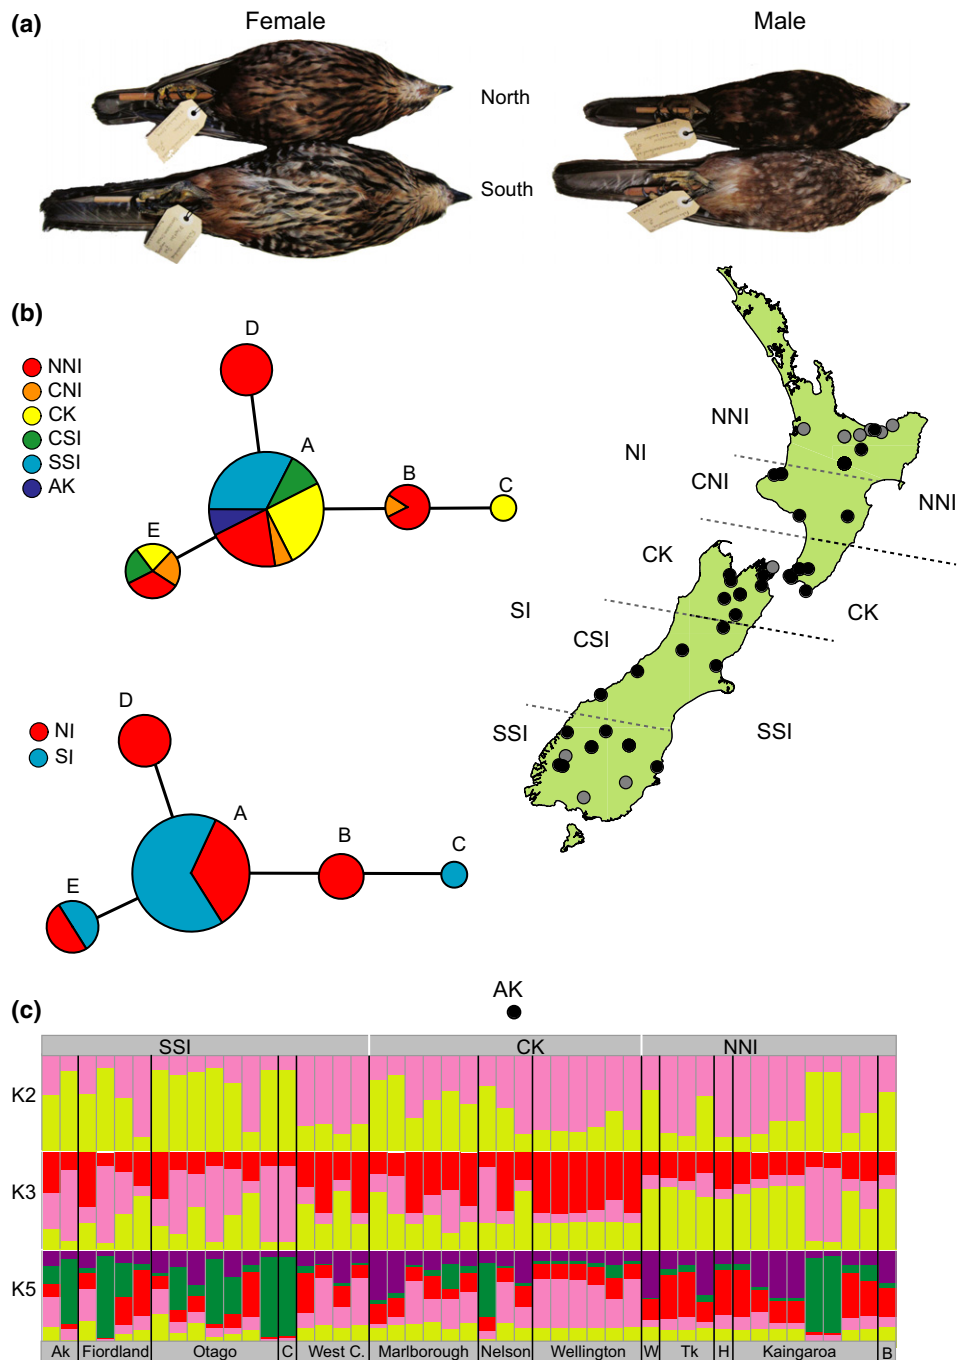 (a)
Female
Male
North
South
(b)
NNI
CNI
CK
CSI
SSI
AK
D
A
B
C
E
NNI
NI
CNI
NNI
CK
SI
CK
CSI
SSI
SSI
NI
SI
D
A
B
C
E
AK
(c)
SSI
CK
NNI
K2
K3
K5
Ak
Fiordland
Otago
C
West C.
Marlborough
Nelson
Wellington
W
Tk
H
Kaingaroa
B